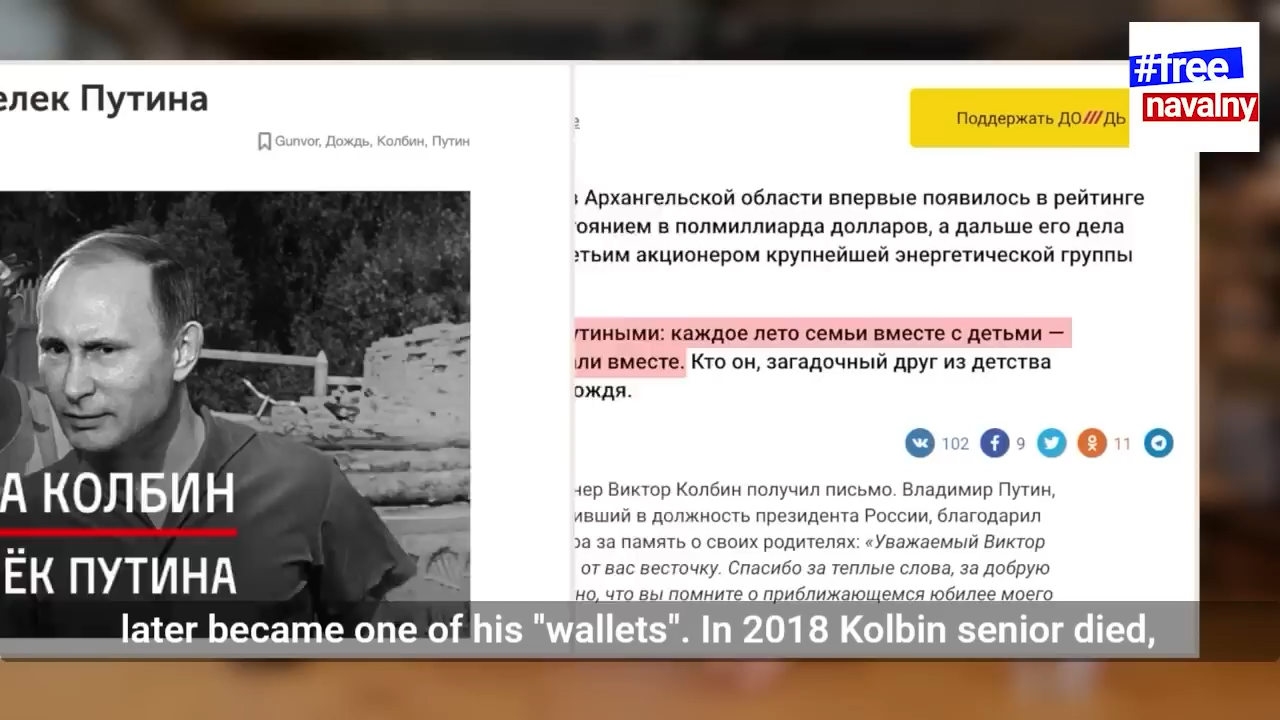 #free
navalny
елек Путина
Gunvor, Дождь, Колбин, Путин
А КОЛБИН
ЁК ПУТИНА
Поддержать ДО///ДЬ
в Архангельской области впервые появилось в рейтинге
тоянием в полмиллиарда долларов, а дальше его дела
етьим акционером крупнейшей энергетической группы
утиными: каждое лето семьи вместе с детьми —
или вместе. Кто он, загадочный друг из детства
ождя.
102 9 11
нер Виктор Колбин получил письмо. Владимир Путин,
ивший в должность президента России, благодарил
ра за память о своих родителях: «Уважаемый Виктор
от вас весточку. Спасибо за теплые слова, за добрую
но, что вы помните о приближающемся юбилее моего
later became one of his "wallets". In 2018 Kolbin senior died,